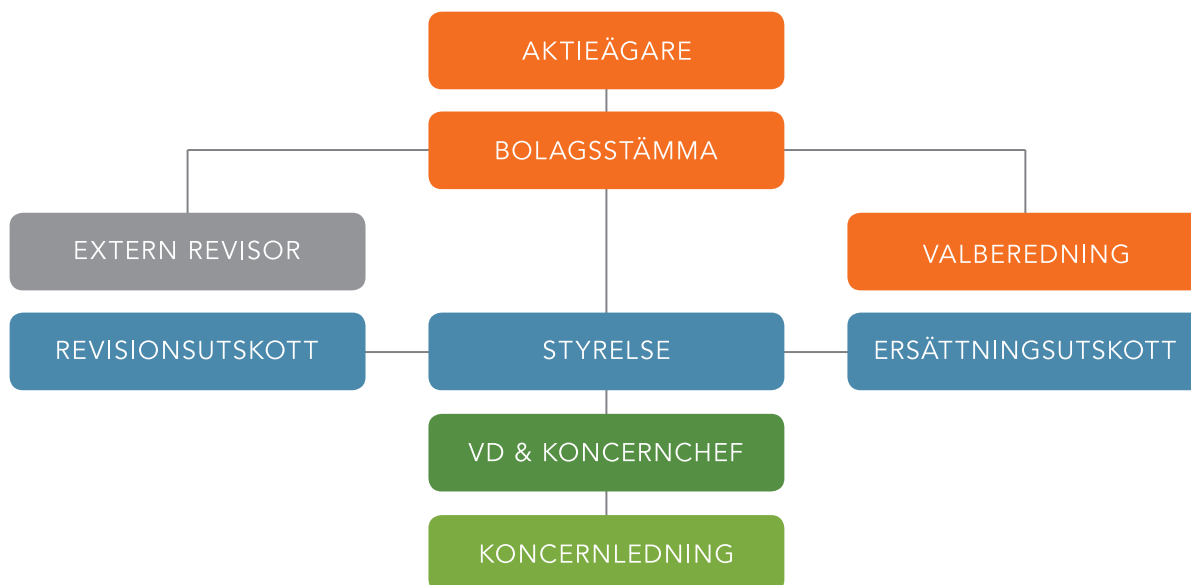 AKTIEÄGARE
BOLAGSSTÄMMA
EXTERN REVISOR
VALBEREDNING
REVISIONSUTSKOTT
STYRELSE
ERSÄTTNINGSUTSKOTT
VD & KONCERNCHEF
KONCERNLEDNING